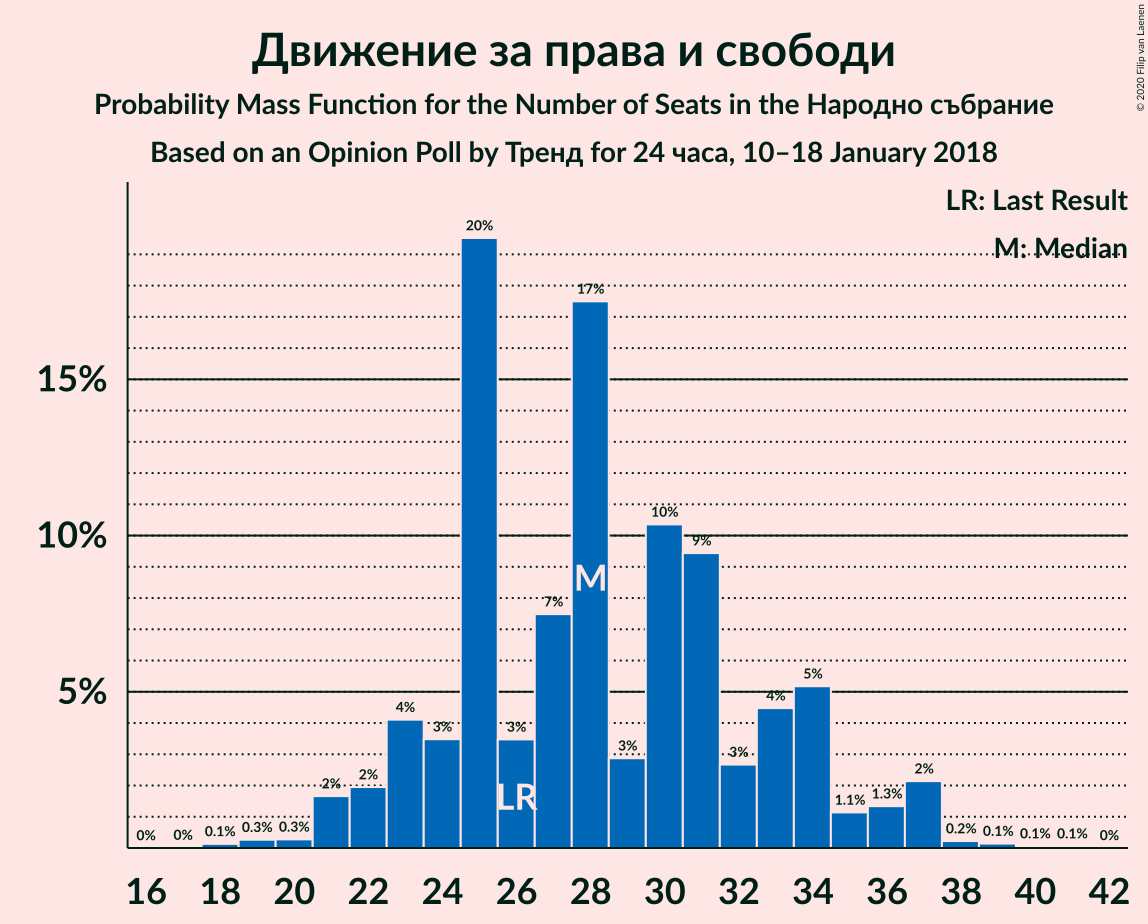 Движение за права и свободи
Probability Mass Function for the Number of Seats in the Народно събрание
Based on an Opinion Poll by Тренд for 24 часа, 10–18 January 2018
© 2020 Filip van Laenen
LR: Last Result
M: Median
15%
10%
5%
0% 0% 0.1% 0.3% 0.3% 2% 2% 4% 3% 20% 3% 7% 17% 3% 10% 9% 3% 4% 5% 1.1% 1.3% 2% 0.2% 0.1% 0.1% 0.1% 0%
M
LR
16 18 20 22 24 26 28 30 32 34 36 38 40 42